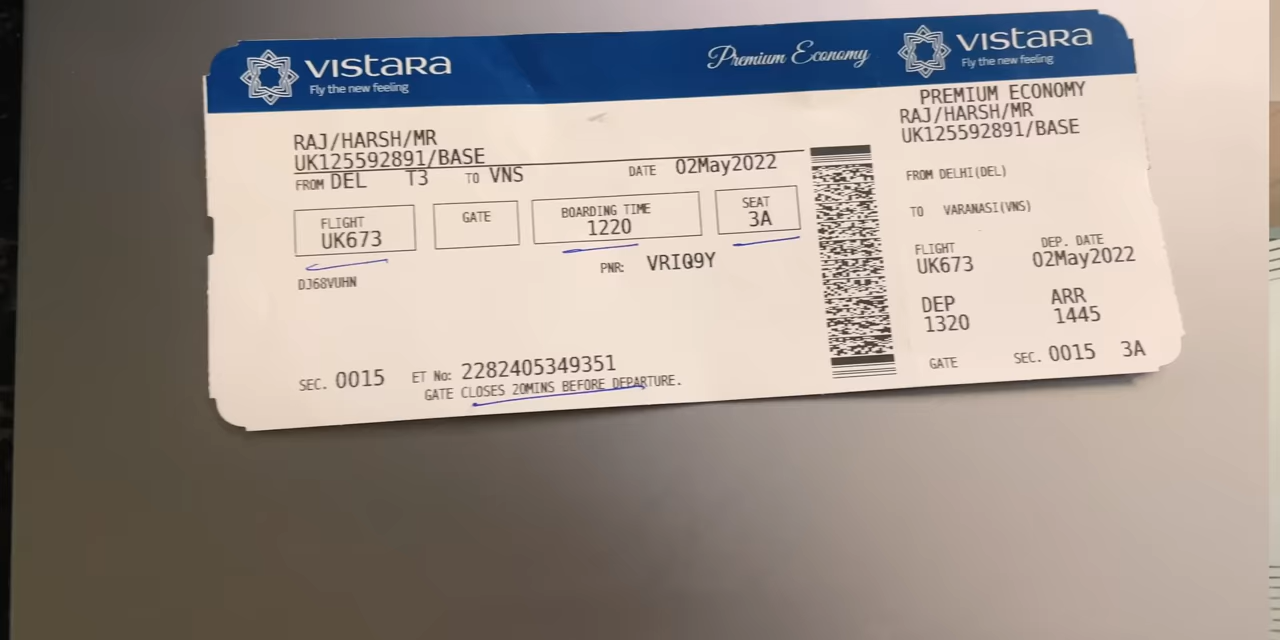 VISTARA
Fly the new feeling
Premium Economy
RAJ/HARSH/MR
UK125592891/BASE
FROM DEL T3 TO VNS DATE 02May2022
FLIGHT
UK673
GATE
BOARDING TIME
1220
SEAT
3A
DJ68VUHN
PNR: VRIQ9Y
SEC. 0015 ET No: 2282405349351
GATE CLOSES 20MINS BEFORE DEPARTURE.
VISTARA
Fly the new feeling
PREMIUM ECONOMY
RAJ/HARSH/MR
UK125592891/BASE
FROM DELHI(DEL)
TO VARANASI(VNS)
FLIGHT DEP. DATE
UK673 02May2022
DEP ARR
1320 1445
GATE SEC. 0015 3A